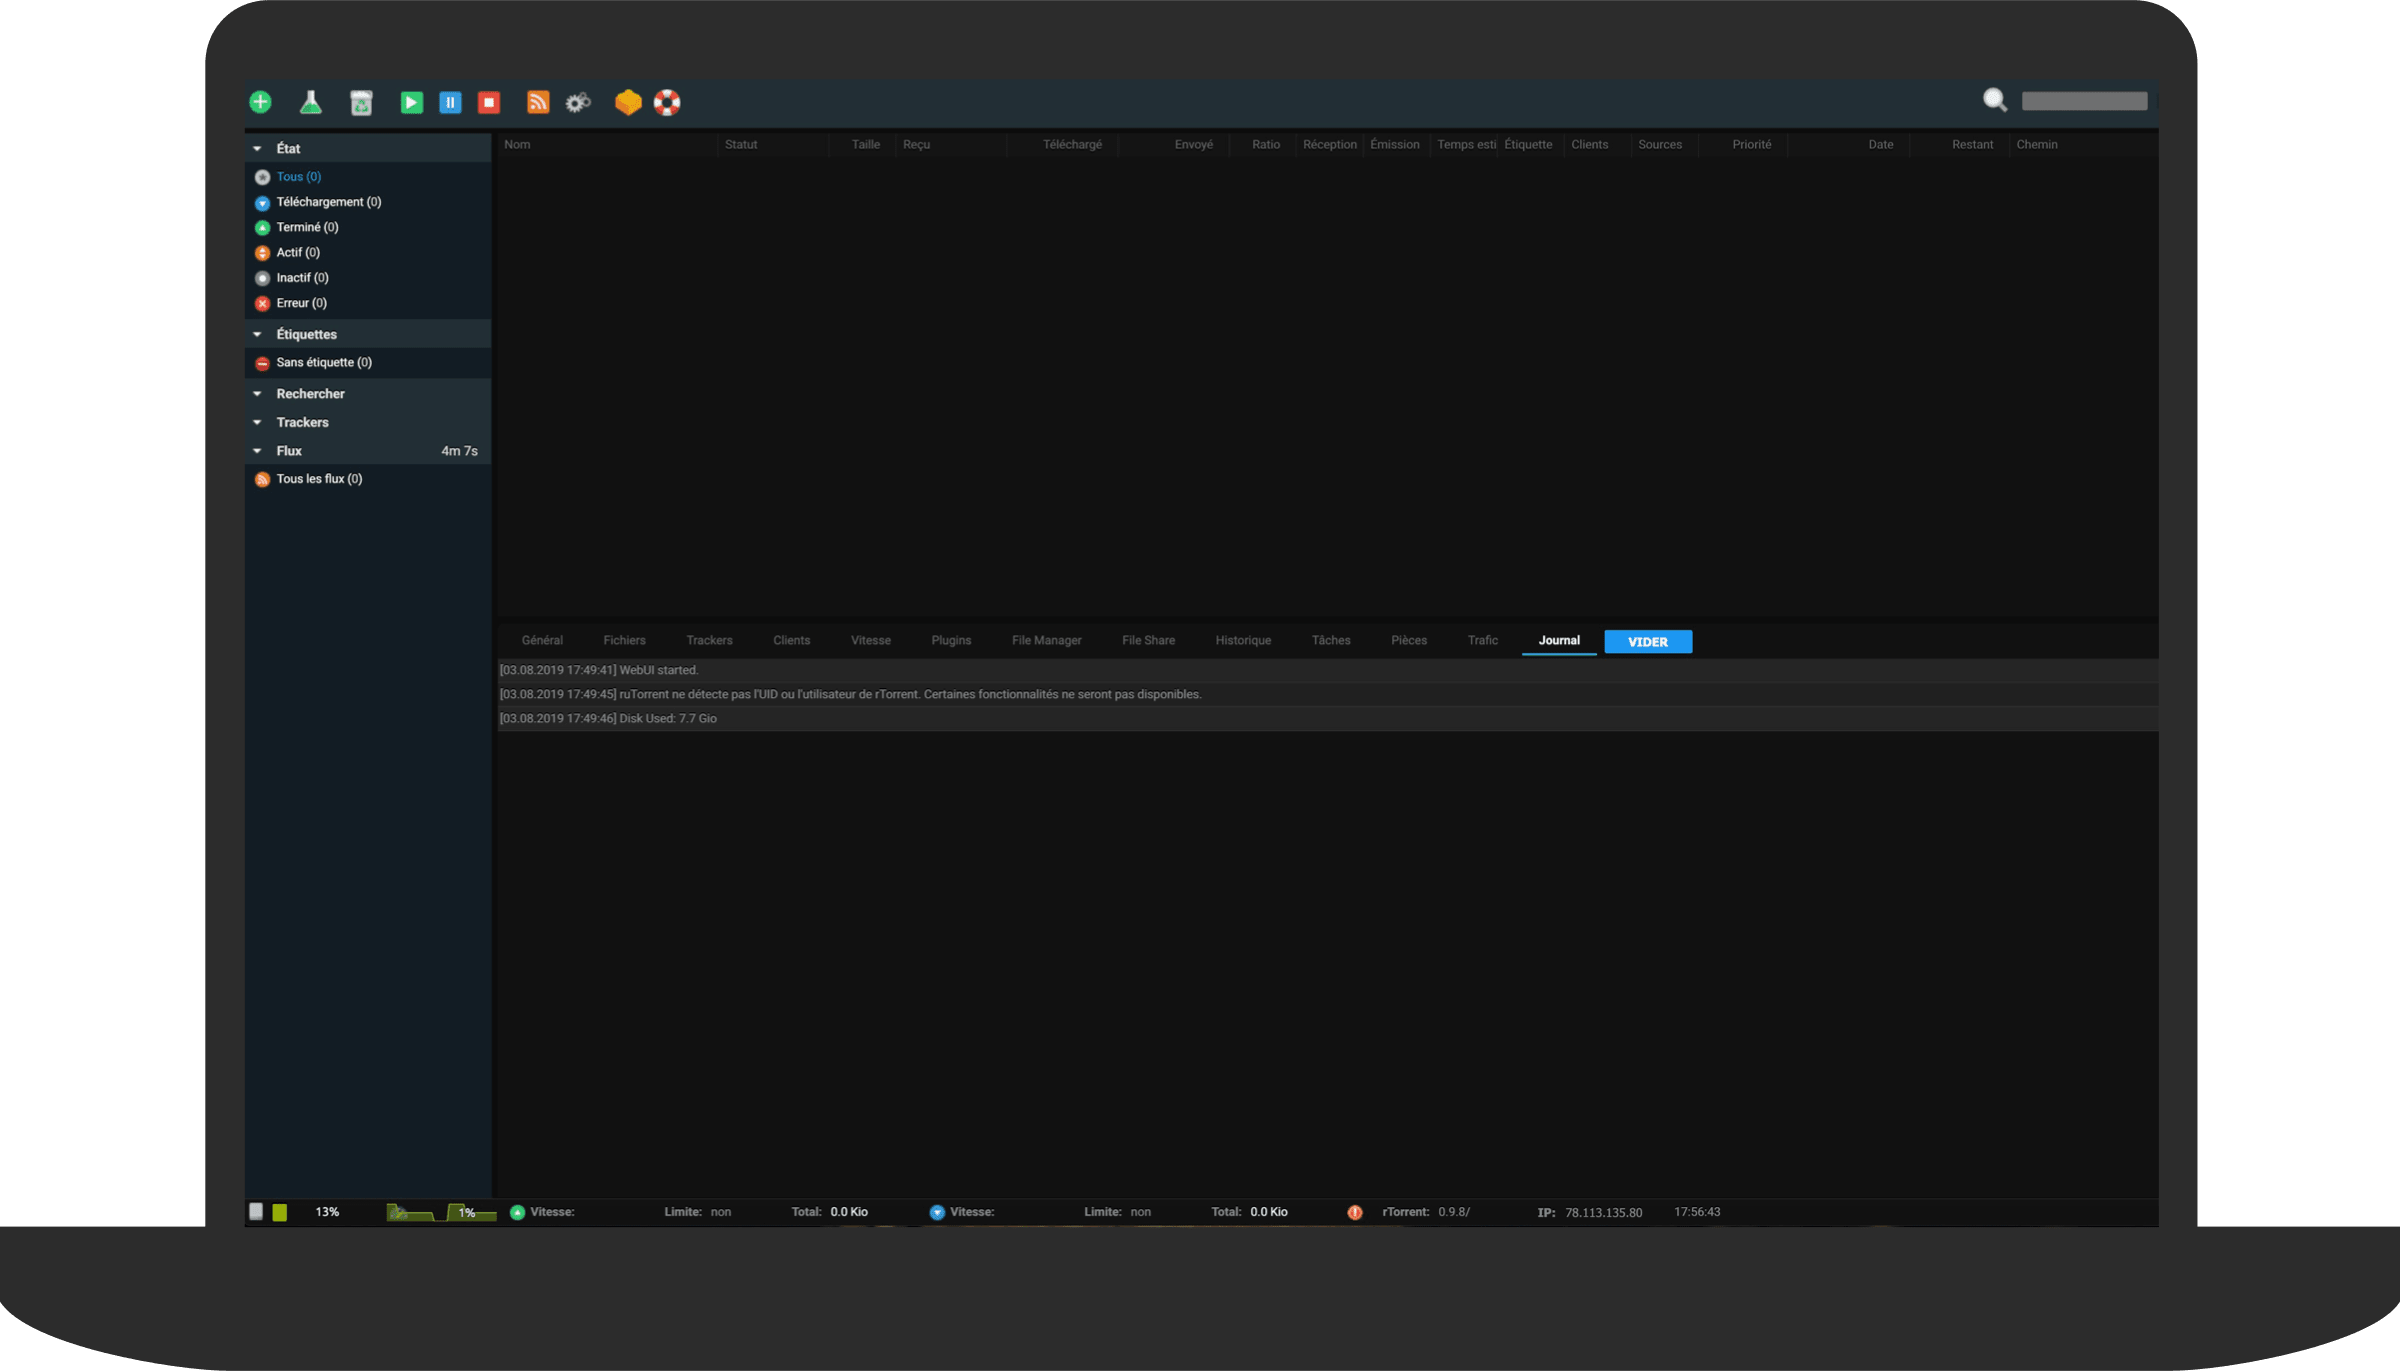 État
Tous (0)
Téléchargement (0)
Terminé (0)
Actif (0)
Inactif (0)
Erreur (0)
Étiquettes
Sans étiquette (0)
Rechercher
Trackers
Flux 4m 7s
Tous les flux (0)
Nom Statut Taille Reçu Téléchargé Envoyé Ratio Réception Émission Temps esti Étiquette Clients Sources Priorité Date Restant Chemin
Général Fichiers Trackers Clients Vitesse Plugins File Manager File Share Historique Tâches Pièces Trafic Journal VIDER
[03.08.2019 17:49:41] WebUI started.
[03.08.2019 17:49:45] ruTorrent ne détecte pas l'UID ou l'utilisateur de rTorrent. Certaines fonctionnalités ne seront pas disponibles.
[03.08.2019 17:49:46] Disk Used: 7.7 Gio
13% 1% Vitesse: Limite: non Total: 0.0 Kio Vitesse: Limite: non Total: 0.0 Kio rTorrent: 0.9.8/ IP: 78.113.135.80 17:56:43